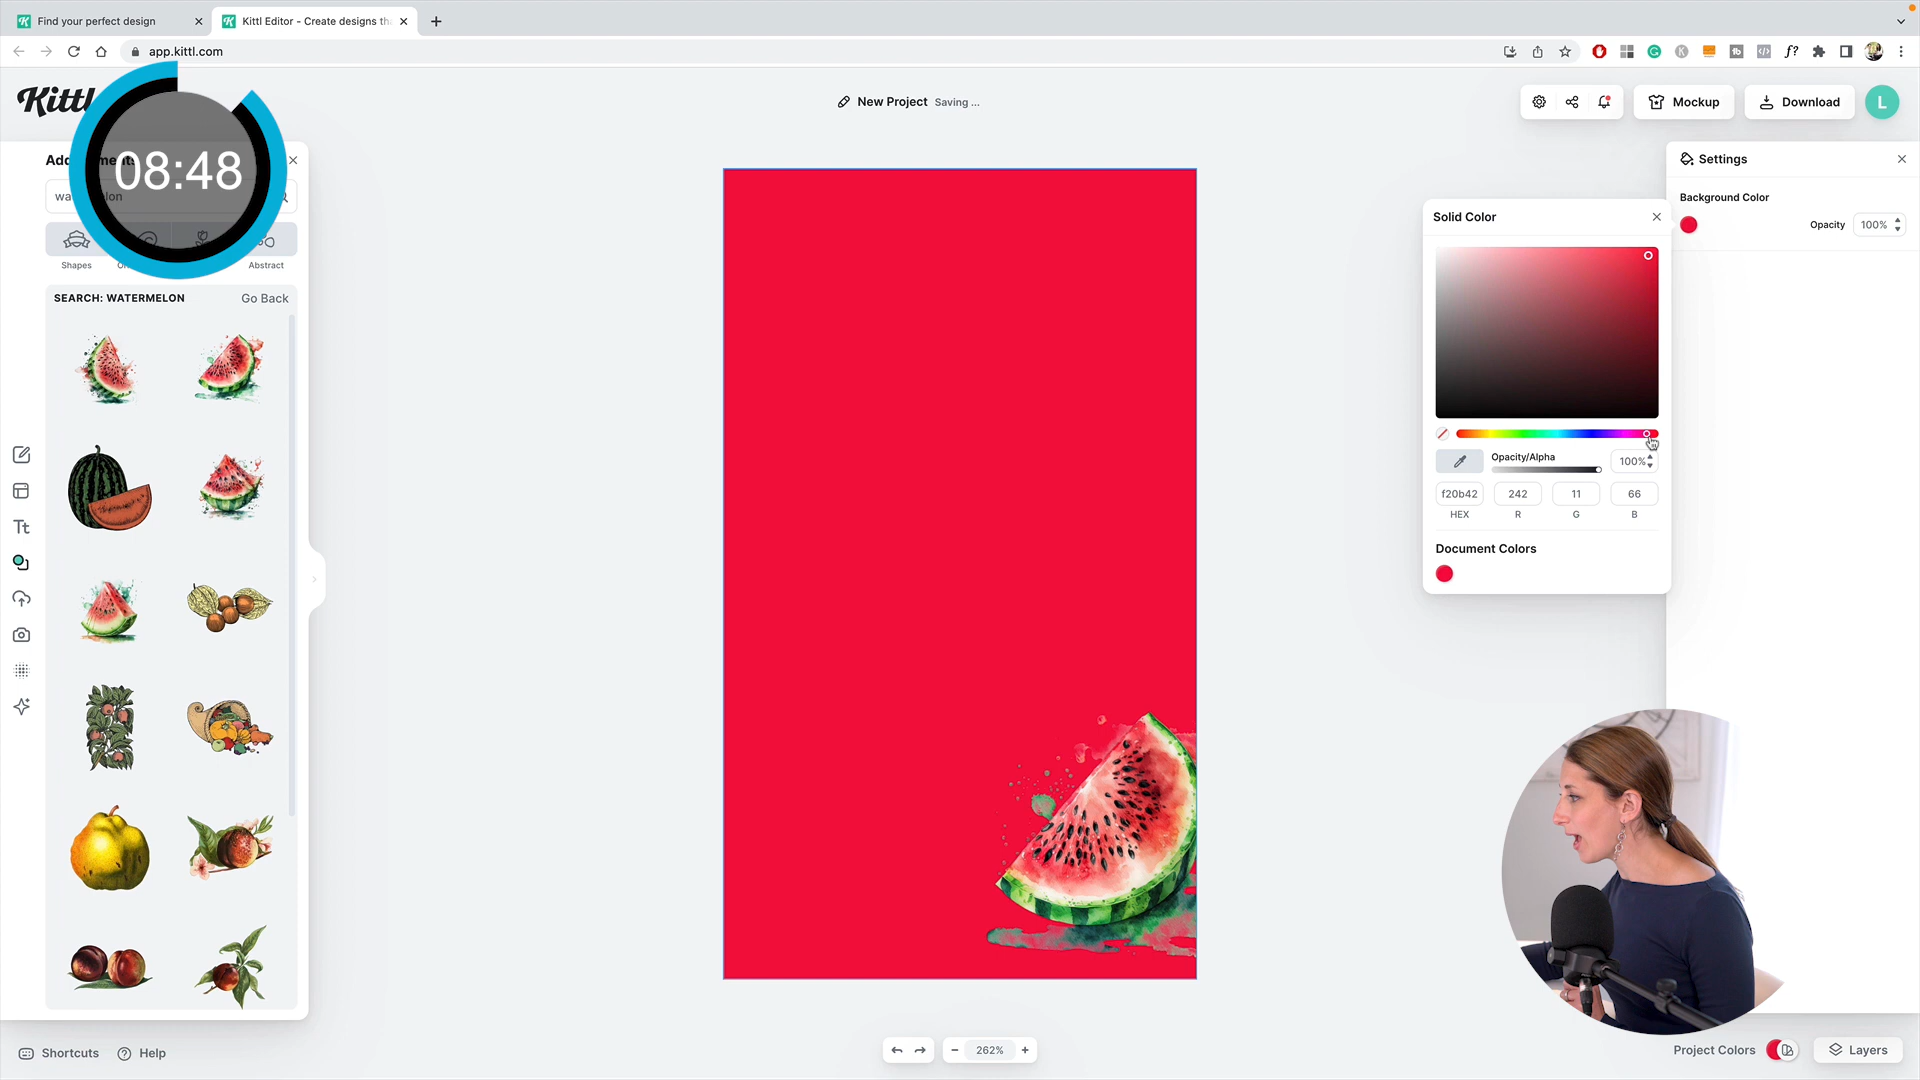 Find your perfect design
Kittl Editor - Create designs th
app.kittl.com
Kittl
New Project Saving ...
Mockup
Download
L
08:48
Settings
Background Color
Opacity 100%
Solid Color
Opacity/Alpha
100%
f20b42 242 11 66
HEX R G B
Document Colors
Shapes
Abstract
SEARCH: WATERMELON Go Back
Tt
Shortcuts
Help
262%
Project Colors
Layers